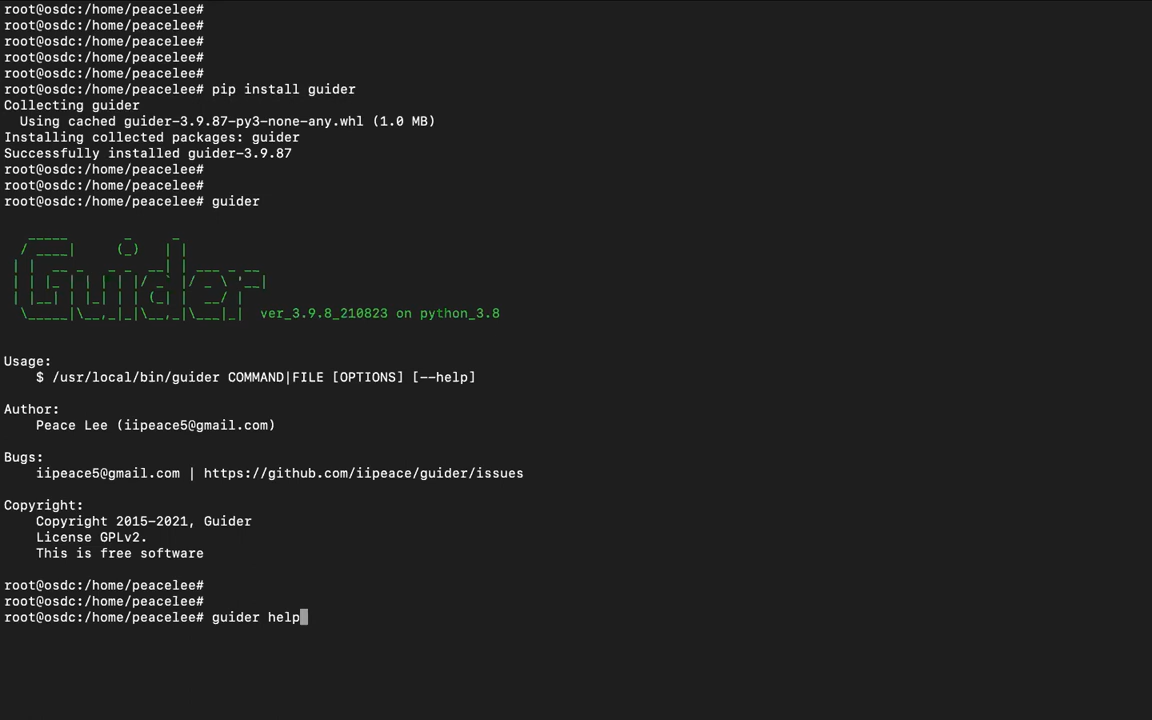 root@osdc:/home/peacelee#
root@osdc:/home/peacelee#
root@osdc:/home/peacelee#
root@osdc:/home/peacelee#
root@osdc:/home/peacelee#
root@osdc:/home/peacelee# pip install guider
Collecting guider
  Using cached guider-3.9.87-py3-none-any.whl (1.0 MB)
Installing collected packages: guider
Successfully installed guider-3.9.87
root@osdc:/home/peacelee#
root@osdc:/home/peacelee#
root@osdc:/home/peacelee# guider
Guider
ver_3.9.8_210823 on python_3.8
Usage:
    $ /usr/local/bin/guider COMMAND|FILE [OPTIONS] [--help]
Author:
    Peace Lee (iipeace5@gmail.com)
Bugs:
    iipeace5@gmail.com | https://github.com/iipeace/guider/issues
Copyright:
    Copyright 2015-2021, Guider
    License GPLv2.
    This is free software
root@osdc:/home/peacelee#
root@osdc:/home/peacelee#
root@osdc:/home/peacelee# guider help